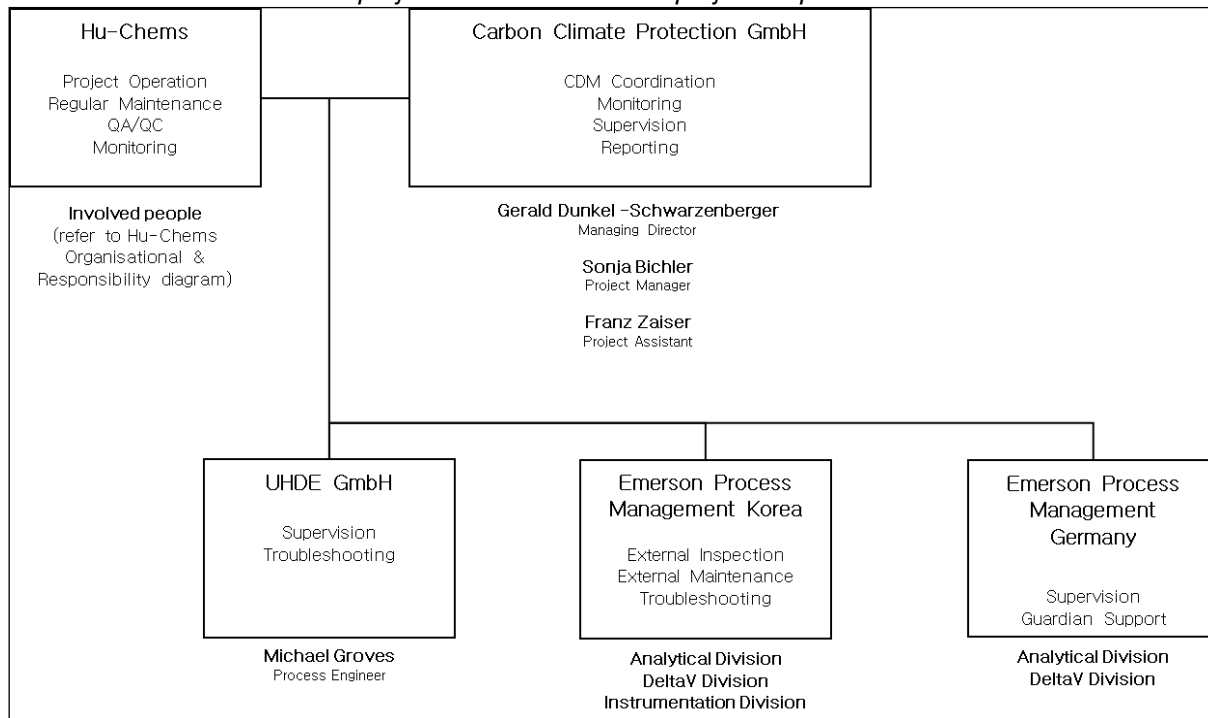 Hu-Chems
Project Operation
Regular Maintenance
QA/QC
Monitoring
Involved people
(refer to Hu-Chems
Organisational &
Responsibility diagram)
Carbon Climate Protection GmbH
CDM Coordination
Monitoring
Supervision
Reporting
Gerald Dunkel -Schwarzenberger
Managing Director
Sonja Bichler
Project Manager
Franz Zaiser
Project Assistant
UHDE GmbH
Supervision
Troubleshooting
Michael Groves
Process Engineer
Emerson Process
Management Korea
External Inspection
External Maintenance
Troubleshooting
Analytical Division
DeltaV Division
Instrumentation Division
Emerson Process
Management
Germany
Supervision
Guardian Support
Analytical Division
DeltaV Division